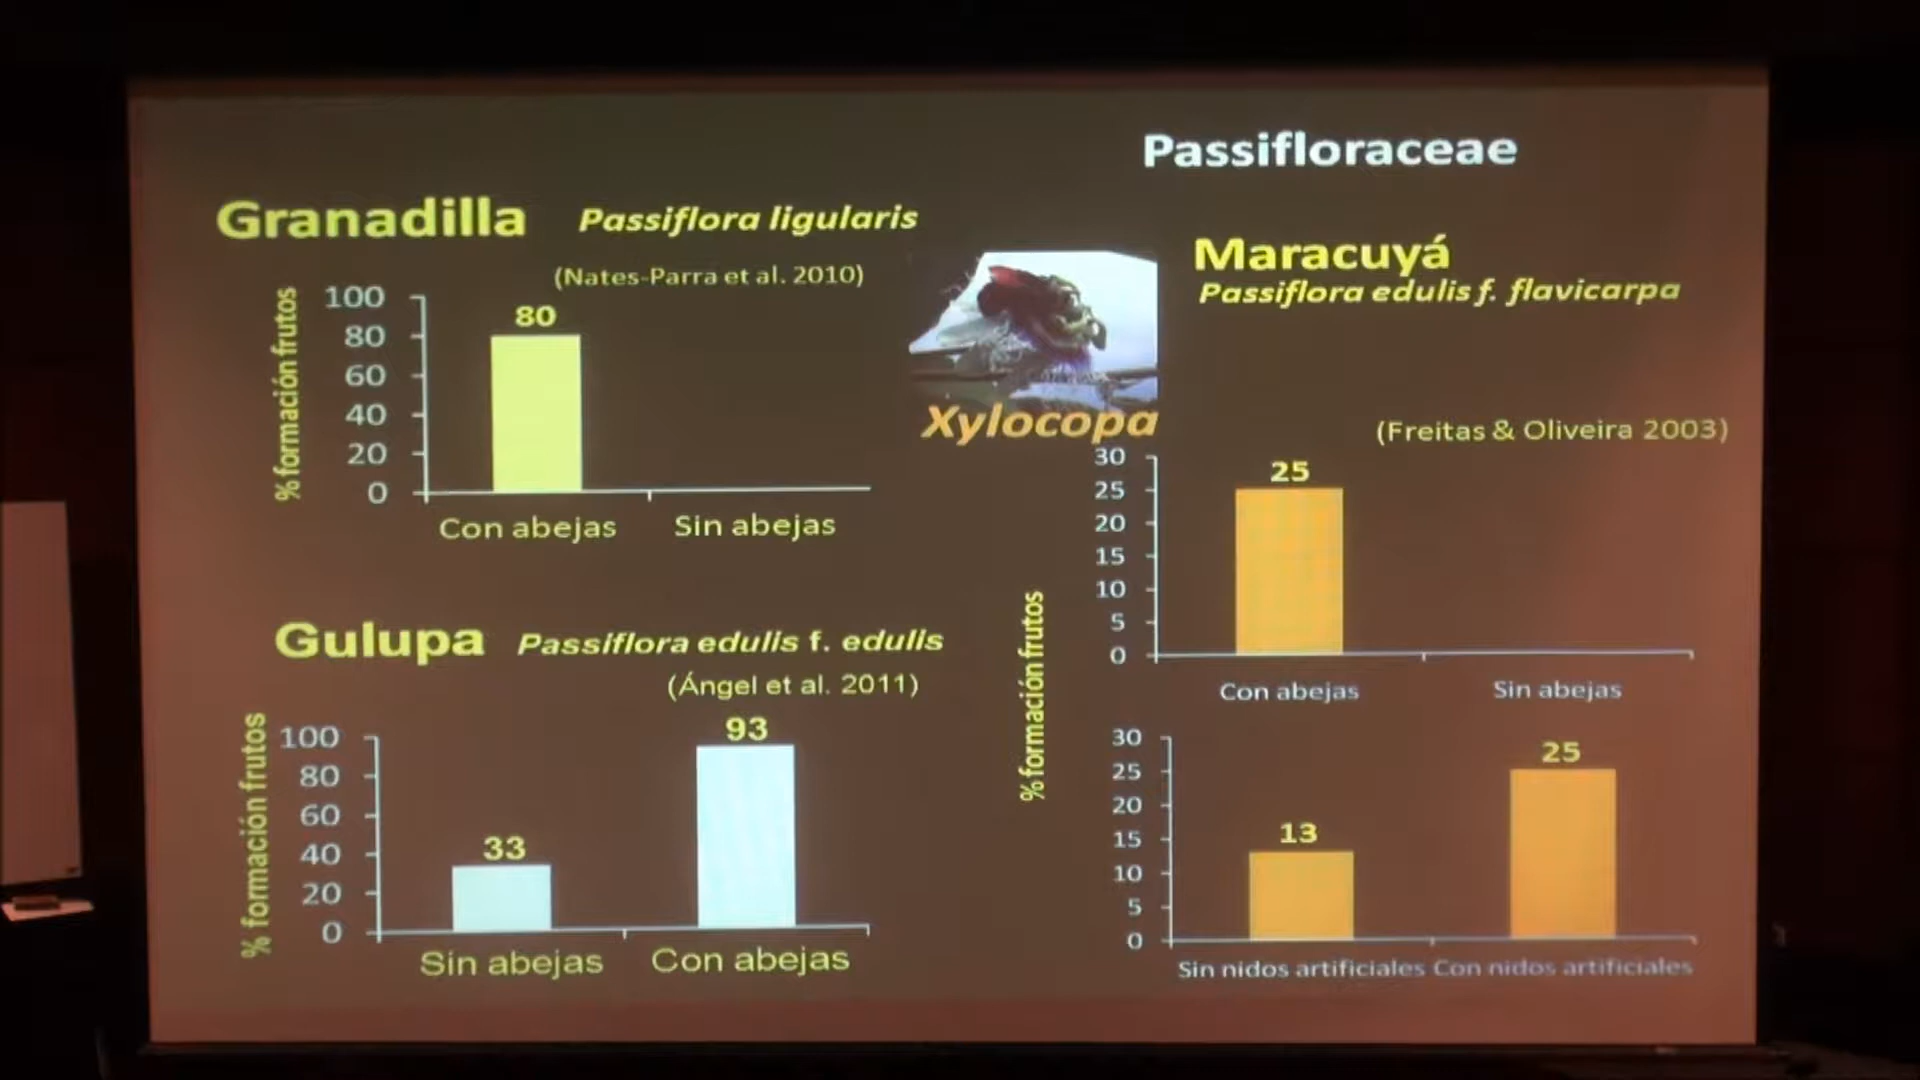 Passifloraceae
Granadilla Passiflora ligularis
(Nates-Parra et al. 2010)
% formación frutos
100
80
60
40
20
0
80
Con abejas Sin abejas
Xylocopa
Maracuyá
Passiflora edulis f. flavicarpa
(Freitas & Oliveira 2003)
% formación frutos
30
25
20
15
10
5
0
25
Con abejas Sin abejas
Gulupa Passiflora edulis f. edulis
(Ángel et al. 2011)
% formación frutos
100
80
60
40
20
0
33
93
Sin abejas Con abejas
30
25
20
15
10
5
0
13
25
Sin nidos artificiales Con nidos artificiales